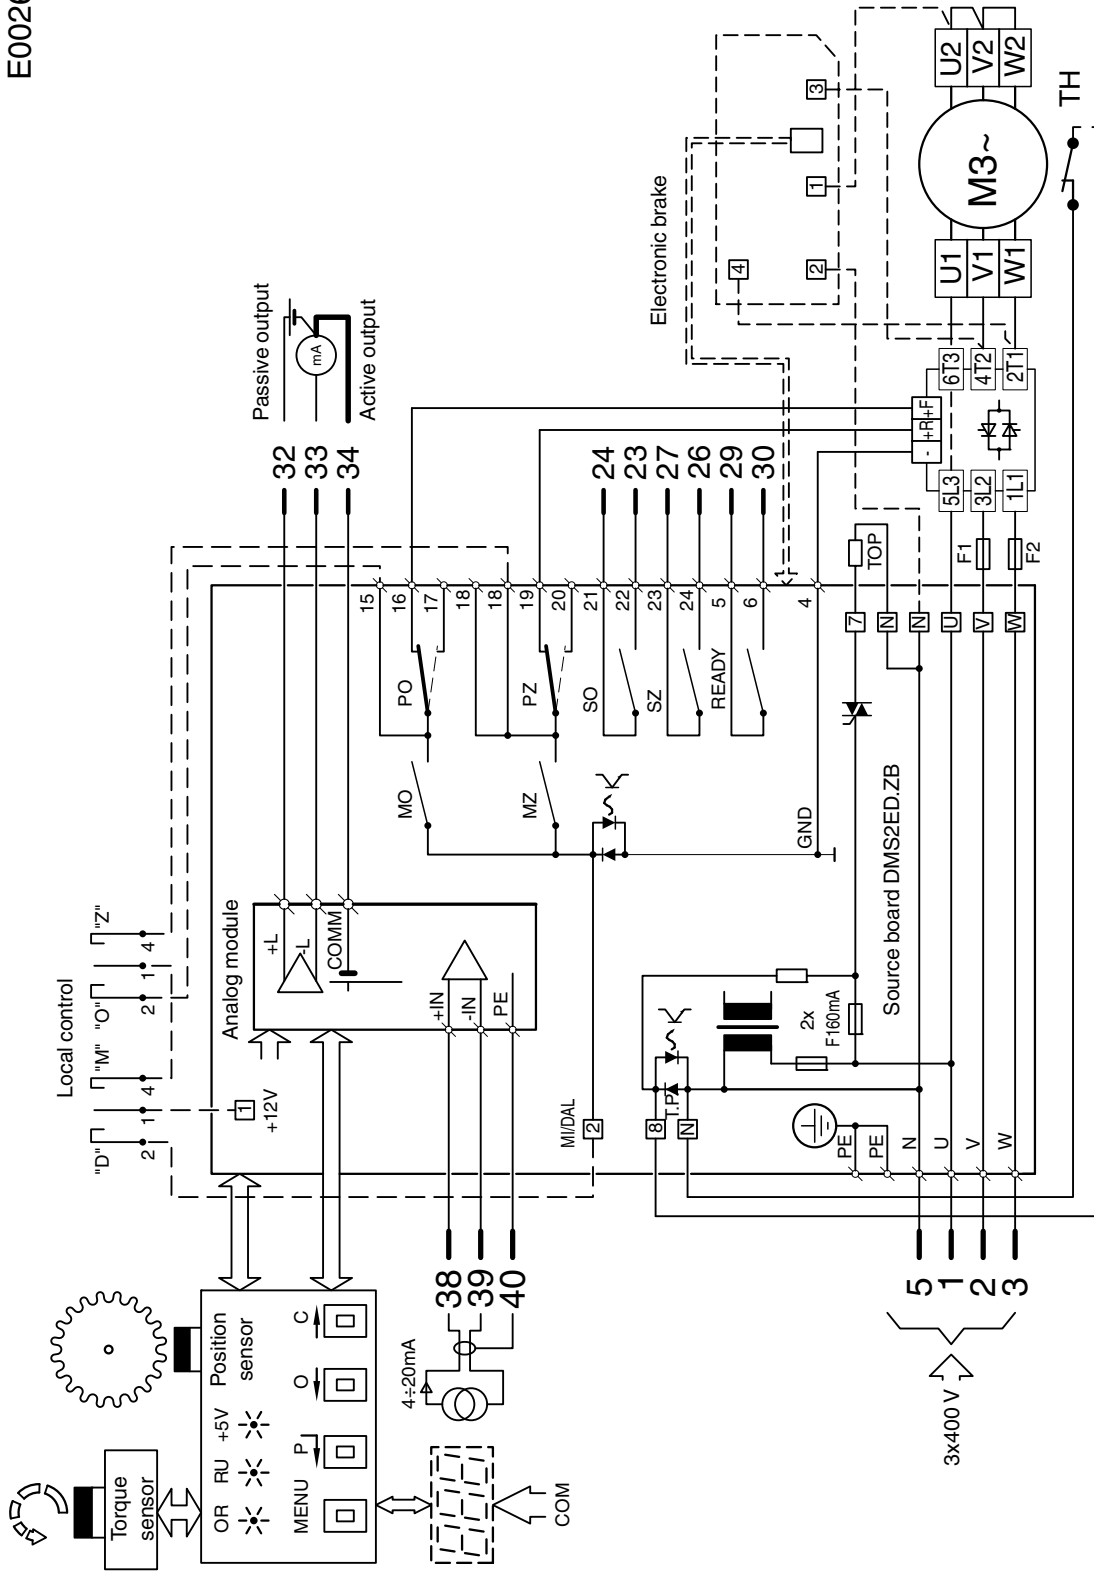 E0026
Local control
"D" "M" "O" "Z"
2 1 4 2 1 4
Torque sensor
Position sensor
OR RU +5V
MENU P O C
COM
4÷20mA
38
39
40
1
+12V
Analog module
+L
-L
COMM
+IN
-IN
PE
Passive output
mA
Active output
32
33
34
MI/DAL
2
MO
PO
MZ
PZ
SO
SZ
READY
15
16
17
18
18
19
20
21
22
23
24
5
6
4
24
23
27
26
29
30
GND
8
N
T.P
2x
F160mA
Source board DMS2ED.ZB
PE
PE
N
U
V
W
5
1
2
3
3x400 V
7
N
N
U
V
W
TOP
F1
F2
- +R +F
5L3
3L2
1L1
6T3
4T2
2T1
Electronic brake
4
2
1
3
U1
V1
W1
M3~
U2
V2
W2
TH